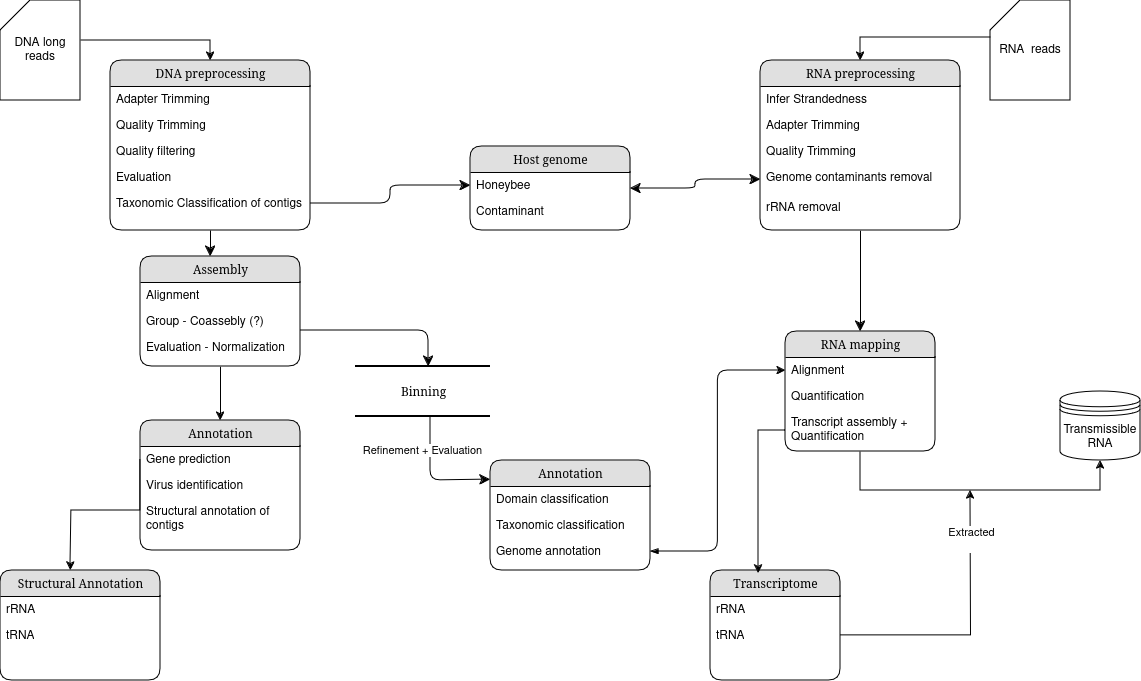 DNA long
reads
RNA reads
DNA preprocessing
Adapter Trimming
Quality Trimming
Quality filtering
Evaluation
Taxonomic Classification of contigs
Host genome
Honeybee
Contaminant
RNA preprocessing
Infer Strandedness
Adapter Trimming
Quality Trimming
Genome contaminants removal
rRNA removal
Assembly
Alignment
Group - Coassebly (?)
Evaluation - Normalization
Binning
Refinement + Evaluation
RNA mapping
Alignment
Quantification
Transcript assembly +
Quantification
Transmissible
RNA
Annotation
Gene prediction
Virus identification
Structural annotation of
contigs
Annotation
Domain classification
Taxonomic classification
Genome annotation
Extracted
Structural Annotation
rRNA
tRNA
Transcriptome
rRNA
tRNA